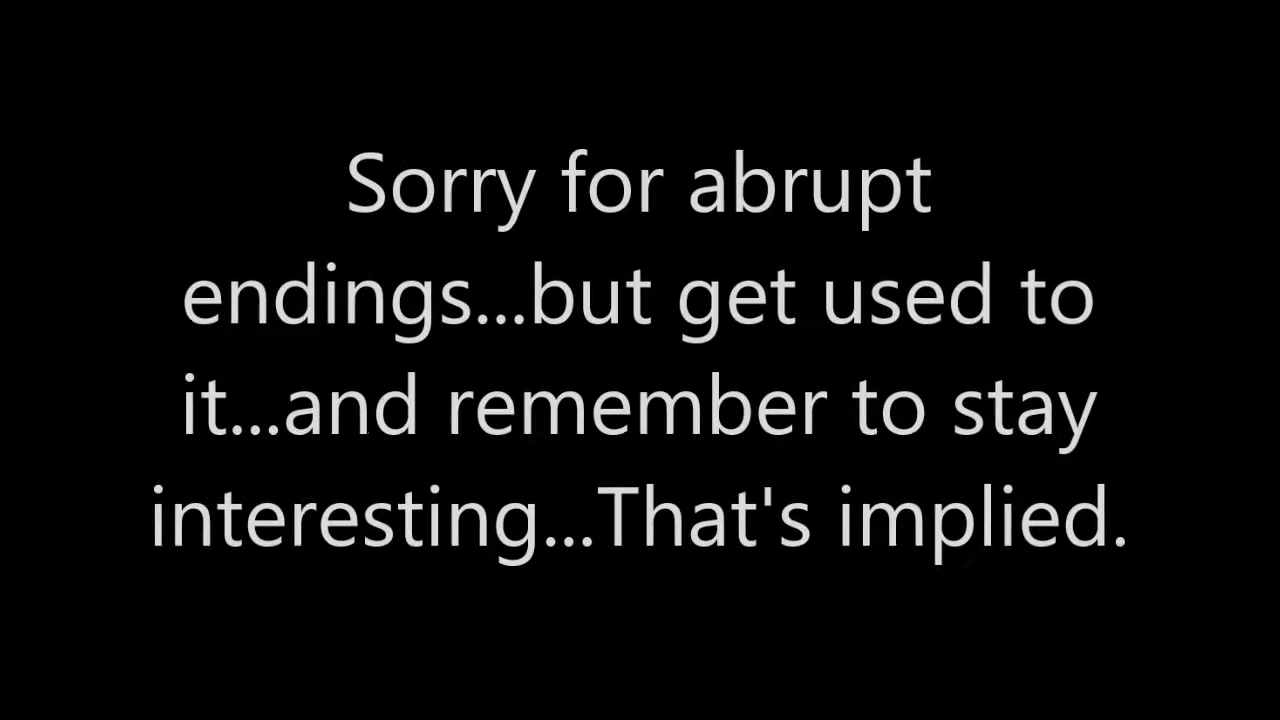 Sorry for abrupt
endings...but get used to
it...and remember to stay
interesting...That's implied.